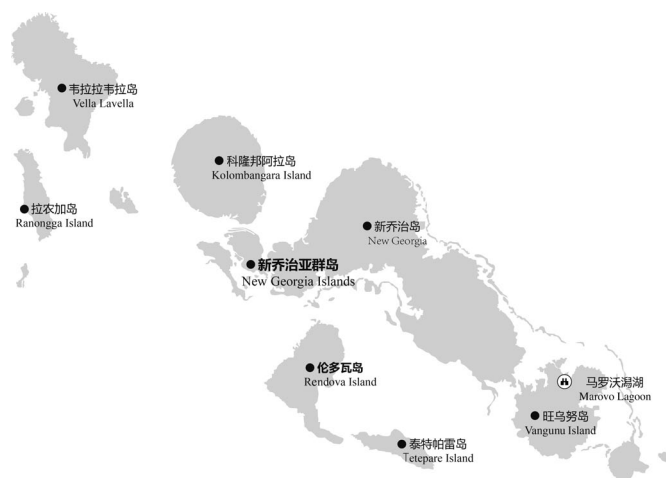 韦拉拉韦拉岛
Vella Lavella
科隆邦阿拉岛
Kolombangara Island
拉农加岛
Ranongga Island
新乔治岛
New Georgia
新乔治亚群岛
New Georgia Islands
伦多瓦岛
Rendova Island
马罗沃潟湖
Marovo Lagoon
旺乌努岛
Vangunu Island
泰特帕雷岛
Tetepare Island